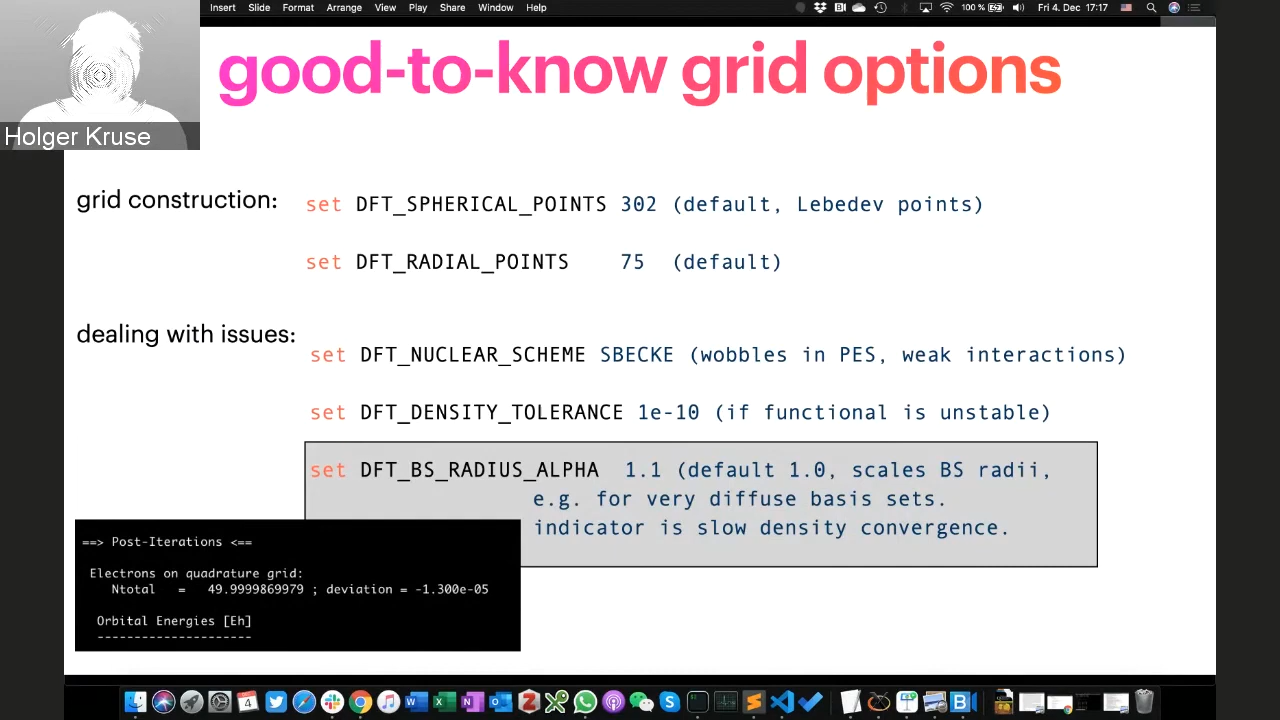 Insert Slide Format Arrange View Play Share Window Help 100 % Fri 4. Dec 17:17
good-to-know grid options
Holger Kruse
grid construction:
set DFT_SPHERICAL_POINTS 302 (default, Lebedev points)
set DFT_RADIAL_POINTS 75 (default)
dealing with issues:
set DFT_NUCLEAR_SCHEME SBECKE (wobbles in PES, weak interactions)
set DFT_DENSITY_TOLERANCE 1e-10 (if functional is unstable)
set DFT_BS_RADIUS_ALPHA 1.1 (default 1.0, scales BS radii,
e.g. for very diffuse basis sets.
indicator is slow density convergence.
==> Post-Iterations <==
Electrons on quadrature grid:
Ntotal = 49.9999869979 ; deviation = -1.300e-05
Orbital Energies [Eh]
---------------------